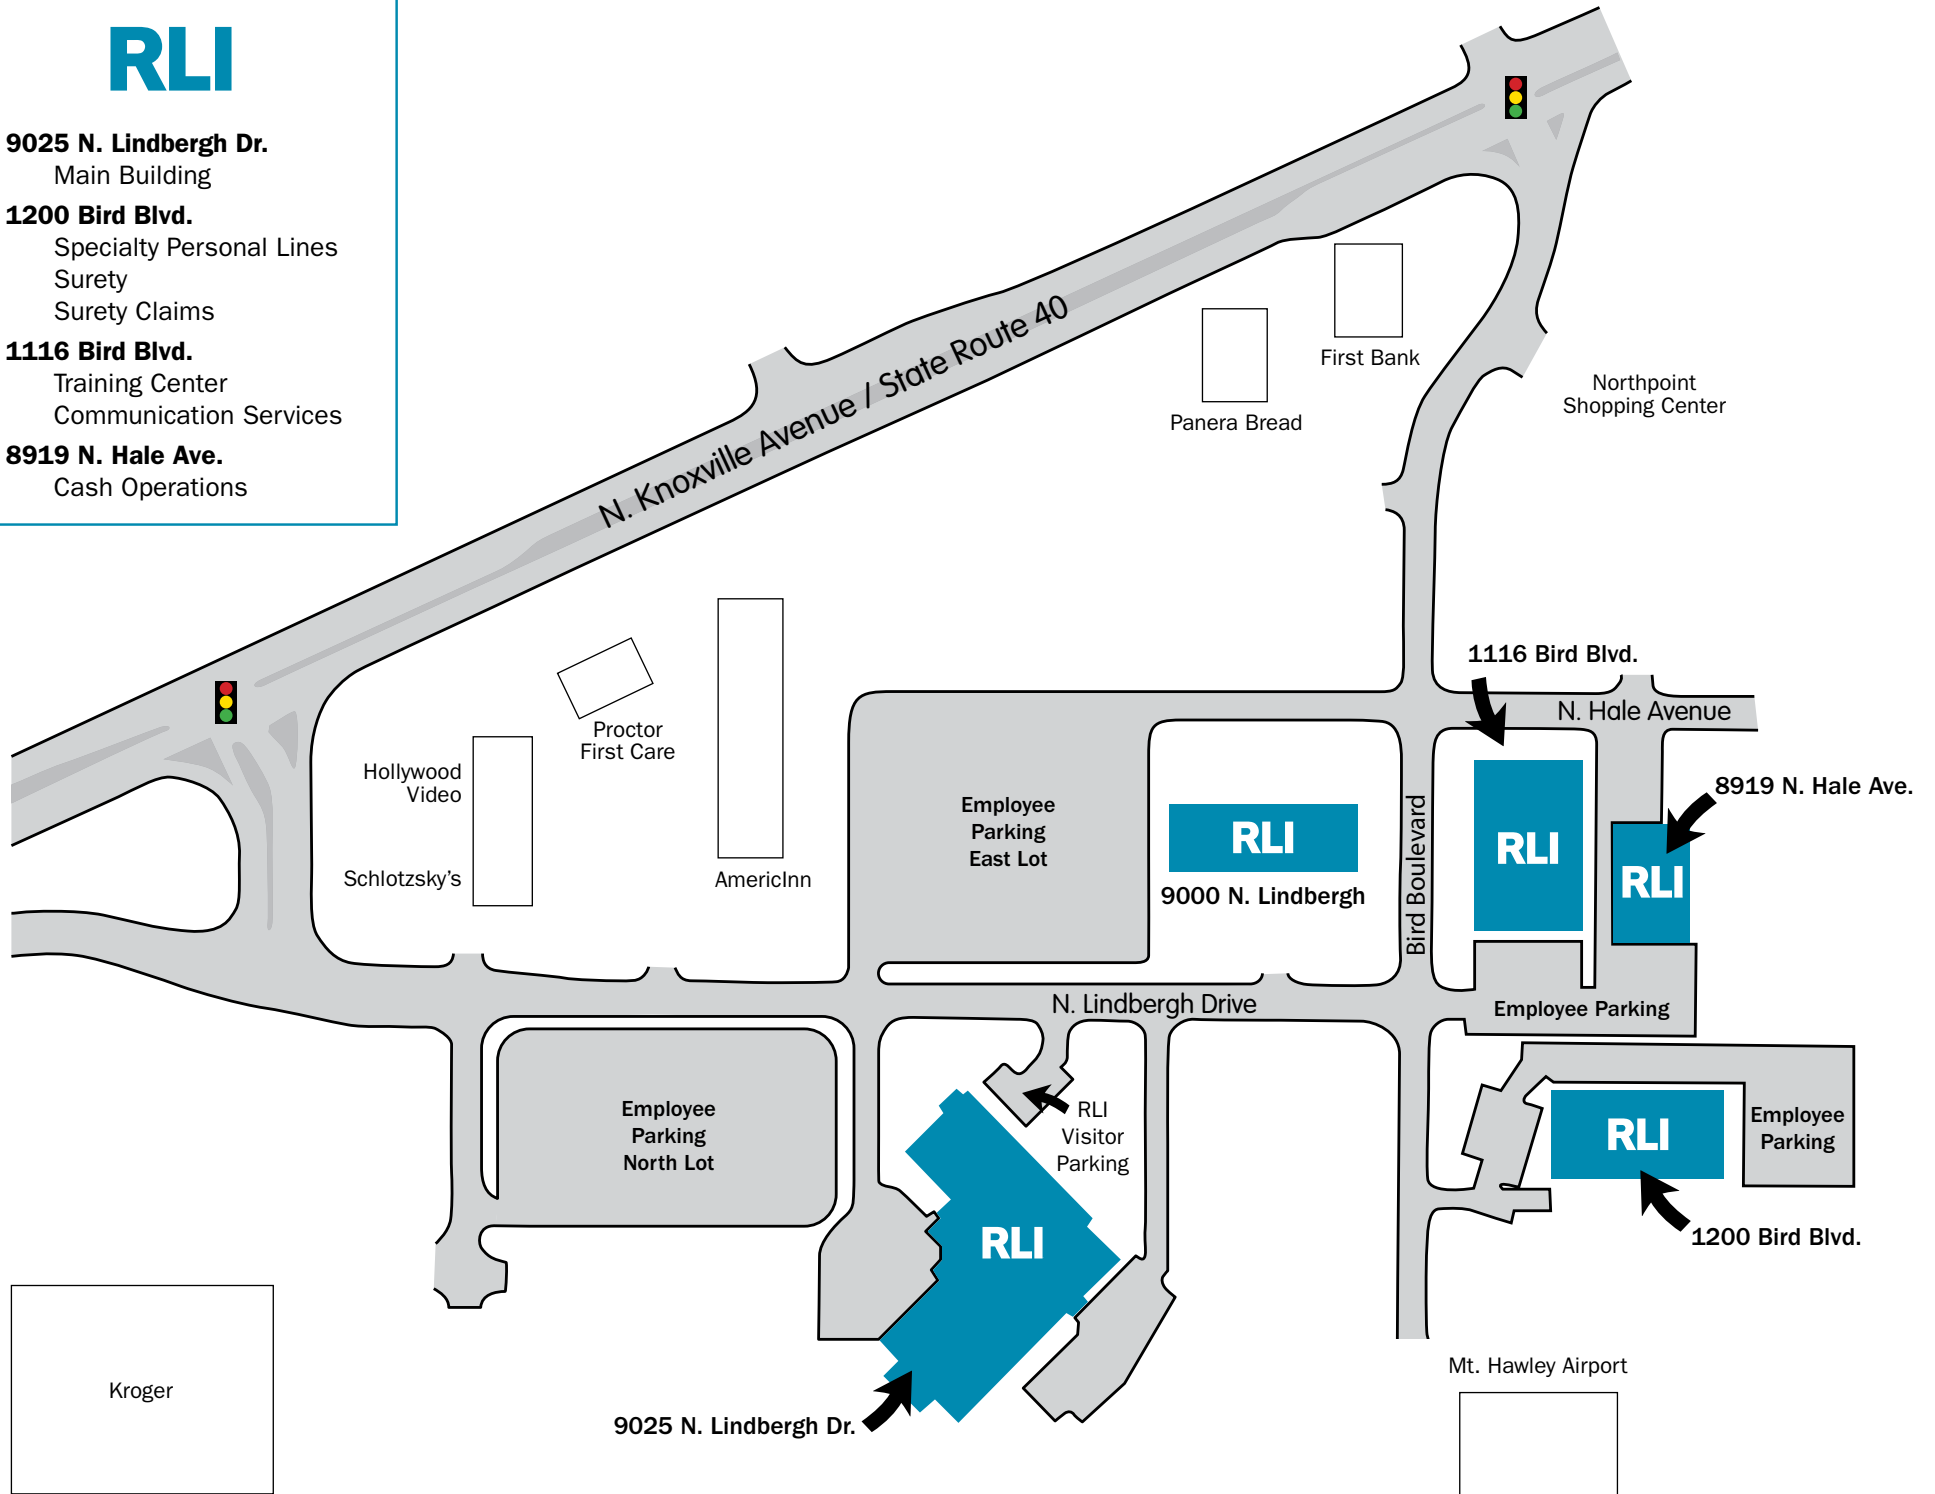 RLI
9025 N. Lindbergh Dr.
Main Building
1200 Bird Blvd.
Specialty Personal Lines
Surety
Surety Claims
1116 Bird Blvd.
Training Center
Communication Services
8919 N. Hale Ave.
Cash Operations
N. Knoxville Avenue / State Route 40
First Bank
Panera Bread
Northpoint
Shopping Center
1116 Bird Blvd.
N. Hale Avenue
Proctor
First Care
Hollywood
Video
Schlotzsky's
AmericInn
Employee
Parking
East Lot
RLI
9000 N. Lindbergh
Bird Boulevard
RLI
8919 N. Hale Ave.
RLI
N. Lindbergh Drive
Employee Parking
Employee
Parking
North Lot
RLI
Visitor
Parking
RLI
Employee
Parking
RLI
1200 Bird Blvd.
Kroger
9025 N. Lindbergh Dr.
Mt. Hawley Airport